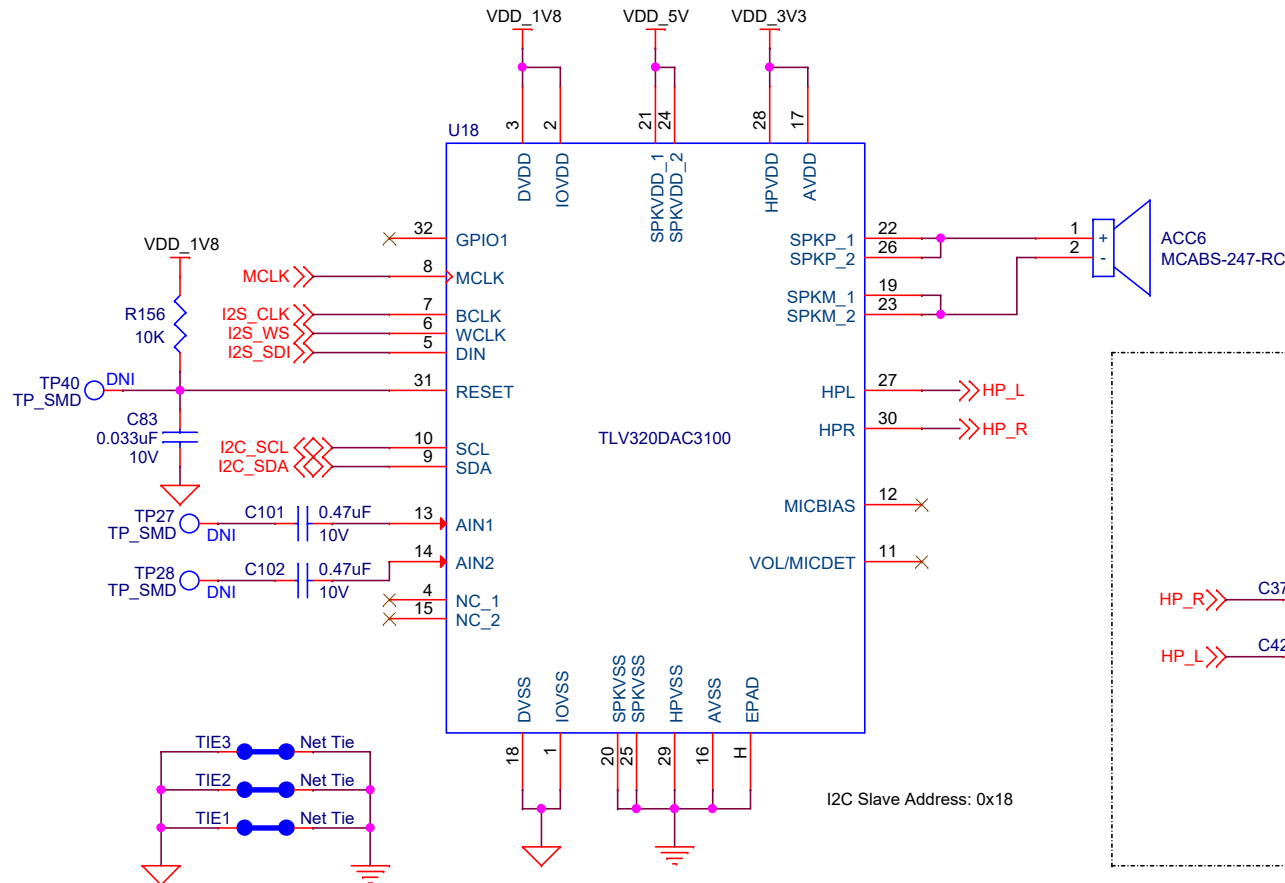 VDD_1V8
VDD_5V
VDD_3V3
3
2
21
24
28
17
U18
DVDD
IOVDD
SPKVDD_1
SPKVDD_2
HPVDD
AVDD
32
GPIO1
VDD_1V8
MCLK
8
MCLK
R156
10K
I2S_CLK
7
BCLK
I2S_WS
6
WCLK
I2S_SDI
5
DIN
TP40
TP_SMD
DNI
31
RESET
C83
0.033uF
10V
I2C_SCL
10
SCL
I2C_SDA
9
SDA
TP27
TP_SMD
DNI
C101
0.47uF
10V
13
AIN1
TP28
TP_SMD
DNI
C102
0.47uF
10V
14
AIN2
4
NC_1
15
NC_2
TLV320DAC3100
SPKP_1
22
SPKP_2
26
SPKM_1
19
SPKM_2
23
1
+
2
-
ACC6
MCABS-247-RC
HPL
27
HP_L
HPR
30
HP_R
MICBIAS
12
VOL/MICDET
11
HP_R
C37
HP_L
C42
DVSS
IOVSS
SPKVSS
SPKVSS
HPVSS
AVSS
EPAD
18
1
20
25
29
16
H
TIE3
Net Tie
TIE2
Net Tie
TIE1
Net Tie
I2C Slave Address: 0x18